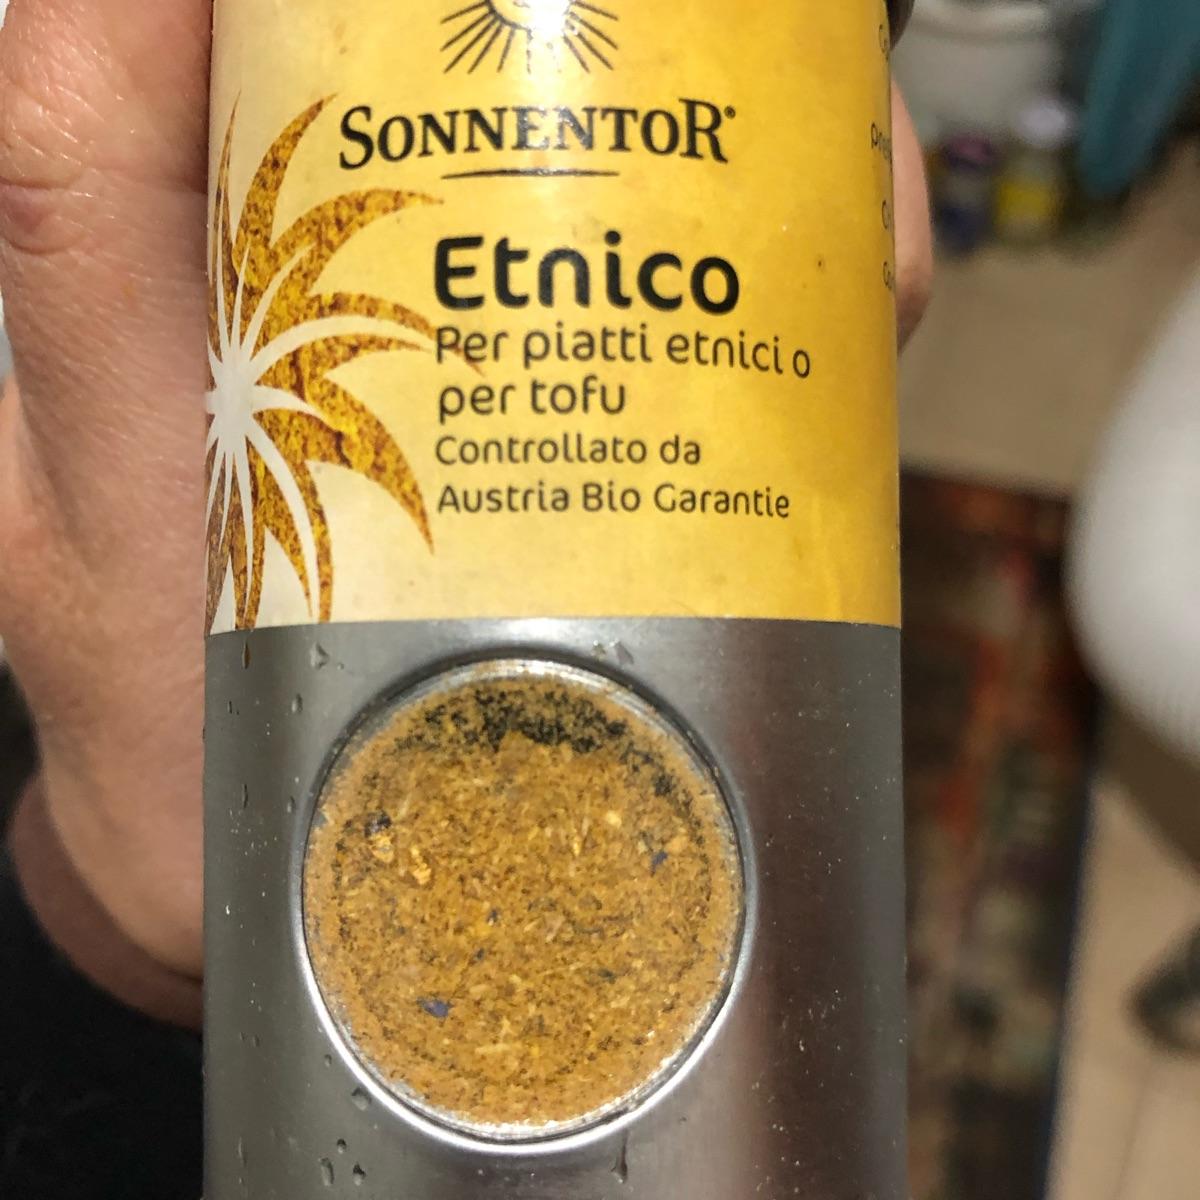 SONNENTOR®
Etnico
Per piatti etnici o
per tofu
Controllato da
Austria Bio Garantie